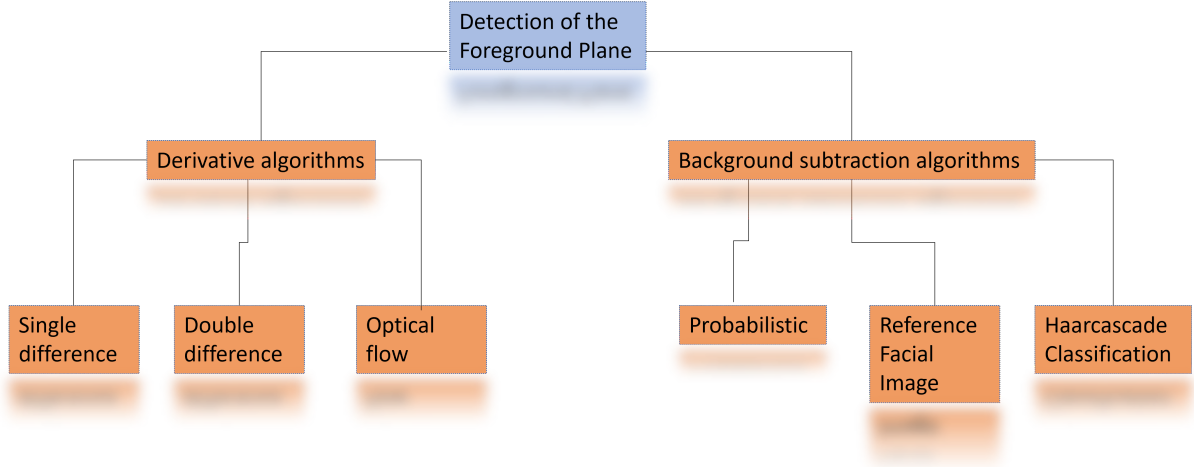 Detection of the
Foreground Plane
Derivative algorithms
Background subtraction algorithms
Single
difference
Double
difference
Optical
flow
Probabilistic
Reference
Facial
Image
Haarcascade
Classification